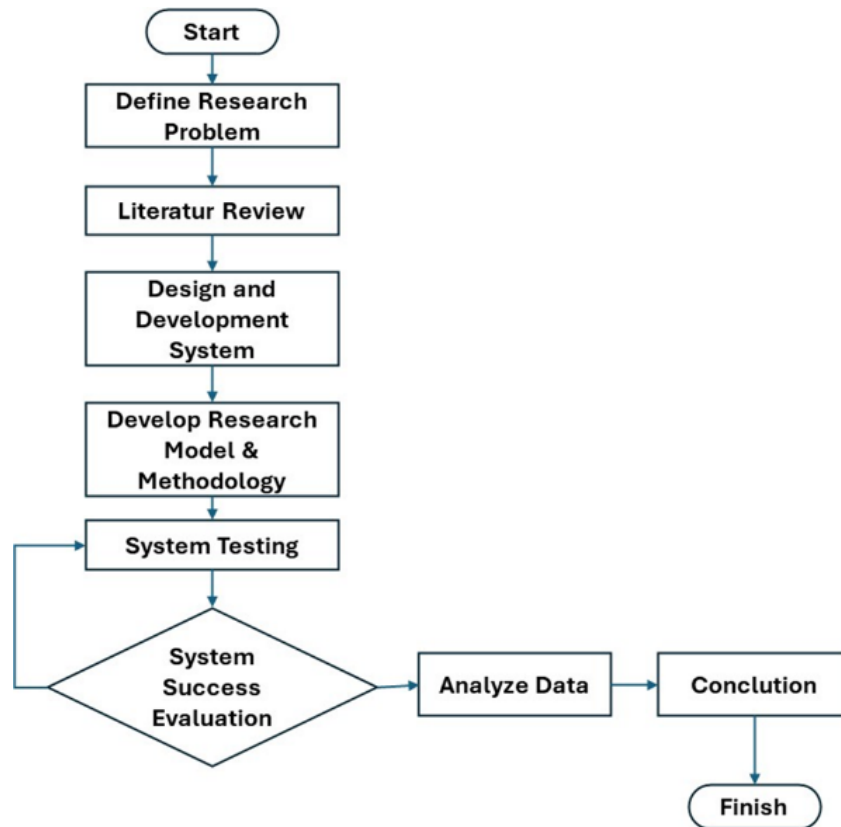 Start
Define Research
Problem
Literatur Review
Design and
Development
System
Develop Research
Model &
Methodology
System Testing
System
Success
Evaluation
Analyze Data
Conclution
Finish